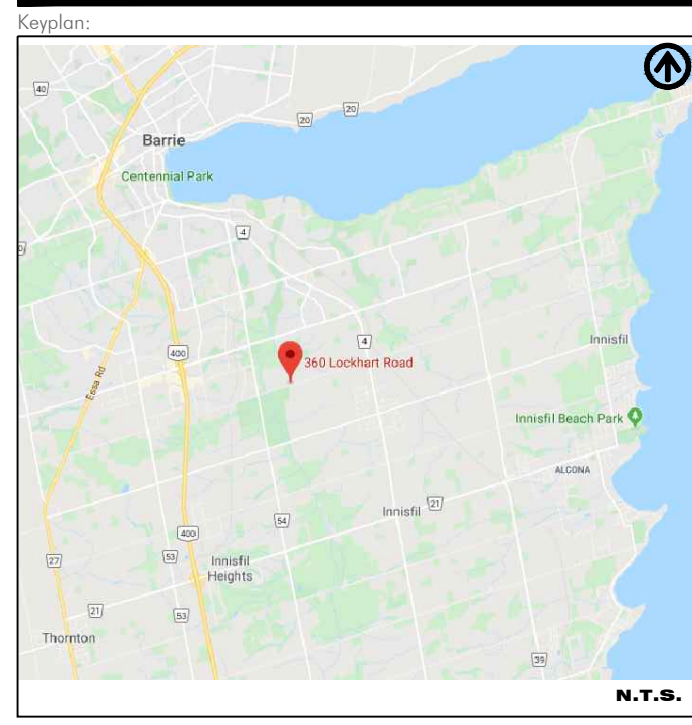 Keyplan:
40
20
20
Barrie
Centennial Park
4
4
Innisfil
400
360 Lockhart Road
Essa Rd
Innisfil Beach Park
ALCONA
21
Innisfil
54
400
27
53
Innisfil
Heights
21
53
Thornton
39
N.T.S.